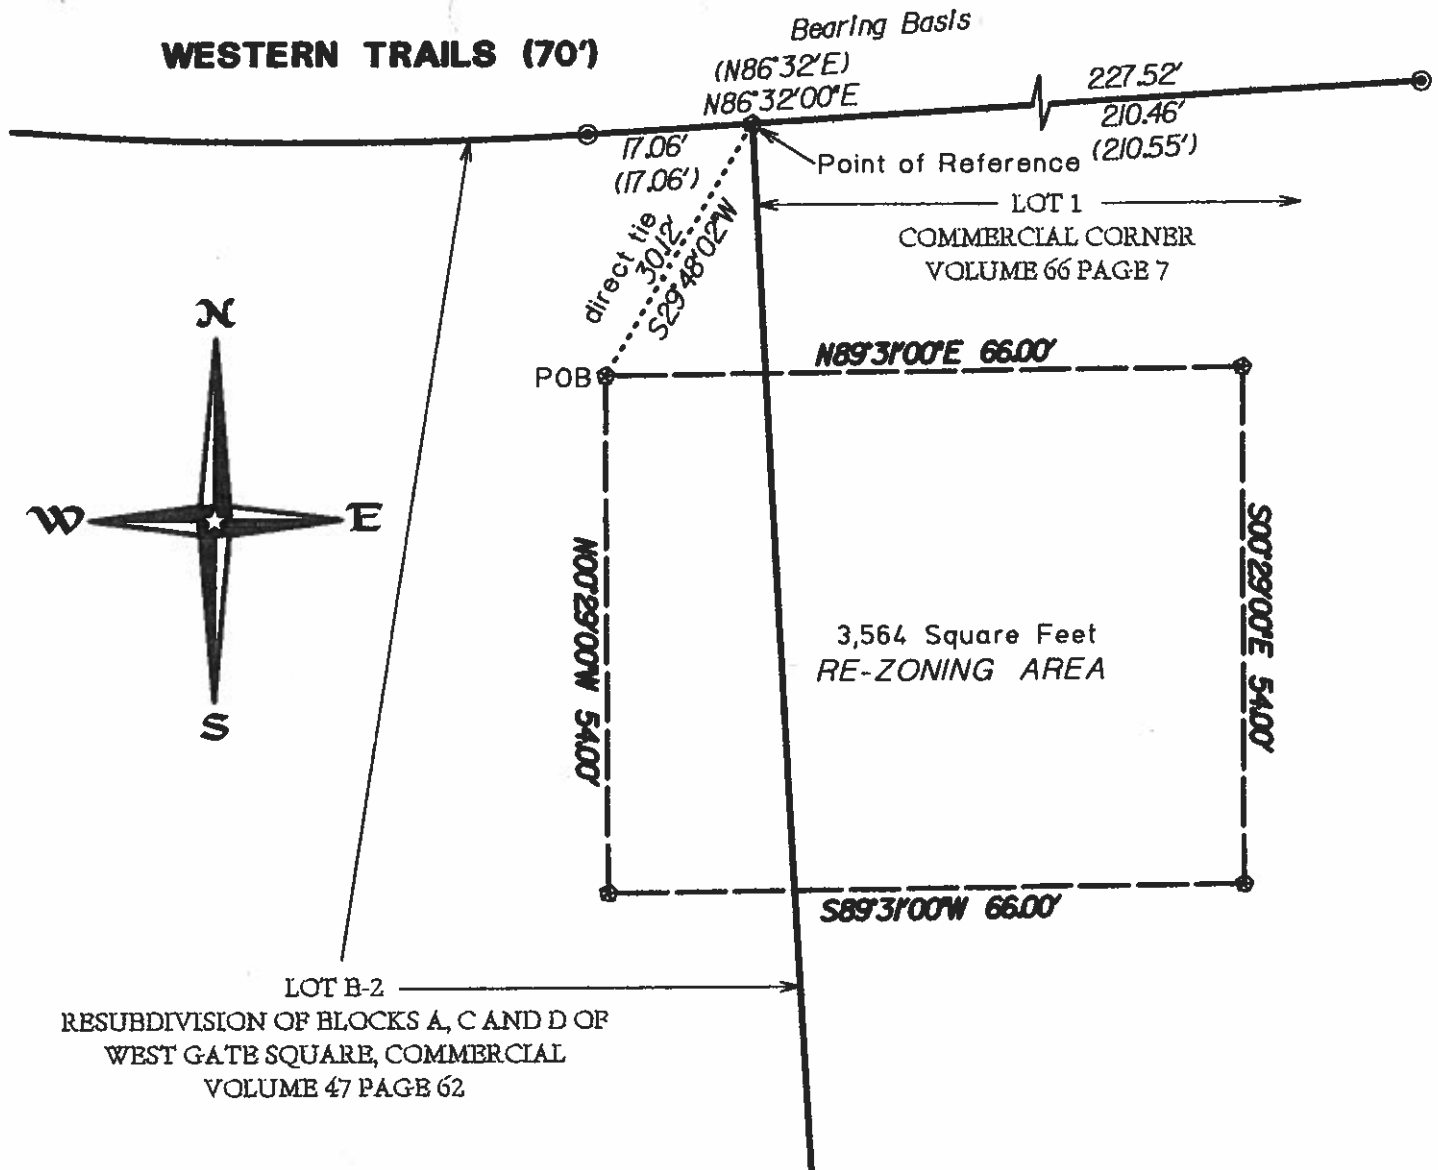 Bearing Basis
WESTERN TRAILS (70')
(N86°32'E)
N86°32'00"E
227.52'
210.46'
(210.55')
17.06'
(17.06')
Point of Reference
direct tie
30.12'
S29°48'02"W
LOT 1
COMMERCIAL CORNER
VOLUME 66 PAGE 7
N
W
E
S
POB
N89°31'00"E 66.00'
N00°29'00"W 54.00'
S00°29'00"E 54.00'
3,564 Square Feet
RE-ZONING AREA
S89°31'00"W 66.00'
LOT B-2
RESUBDIVISION OF BLOCKS A, C AND D OF
WEST GATE SQUARE, COMMERCIAL
VOLUME 47 PAGE 62